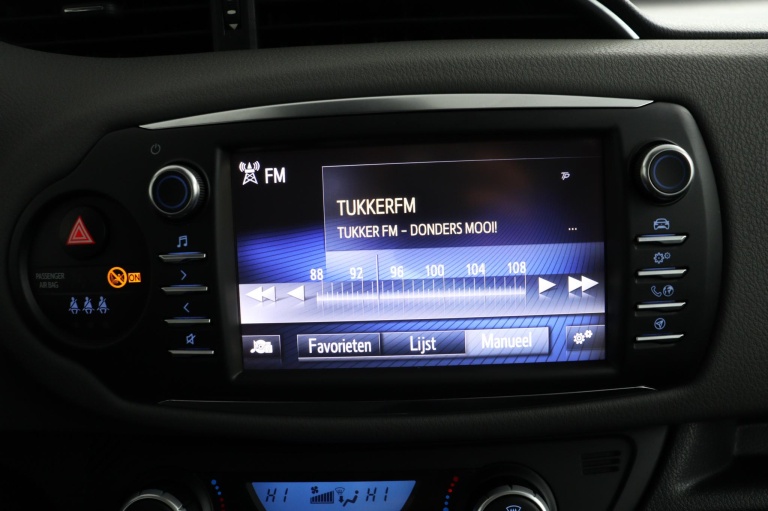 FM
TUKKERFM
TUKKER FM - DONDERS MOOI!
...
88 92 96 100 104 108
PASSENGER
AIR BAG
ON
Favorieten
Lijst
Manueel
HI
HI